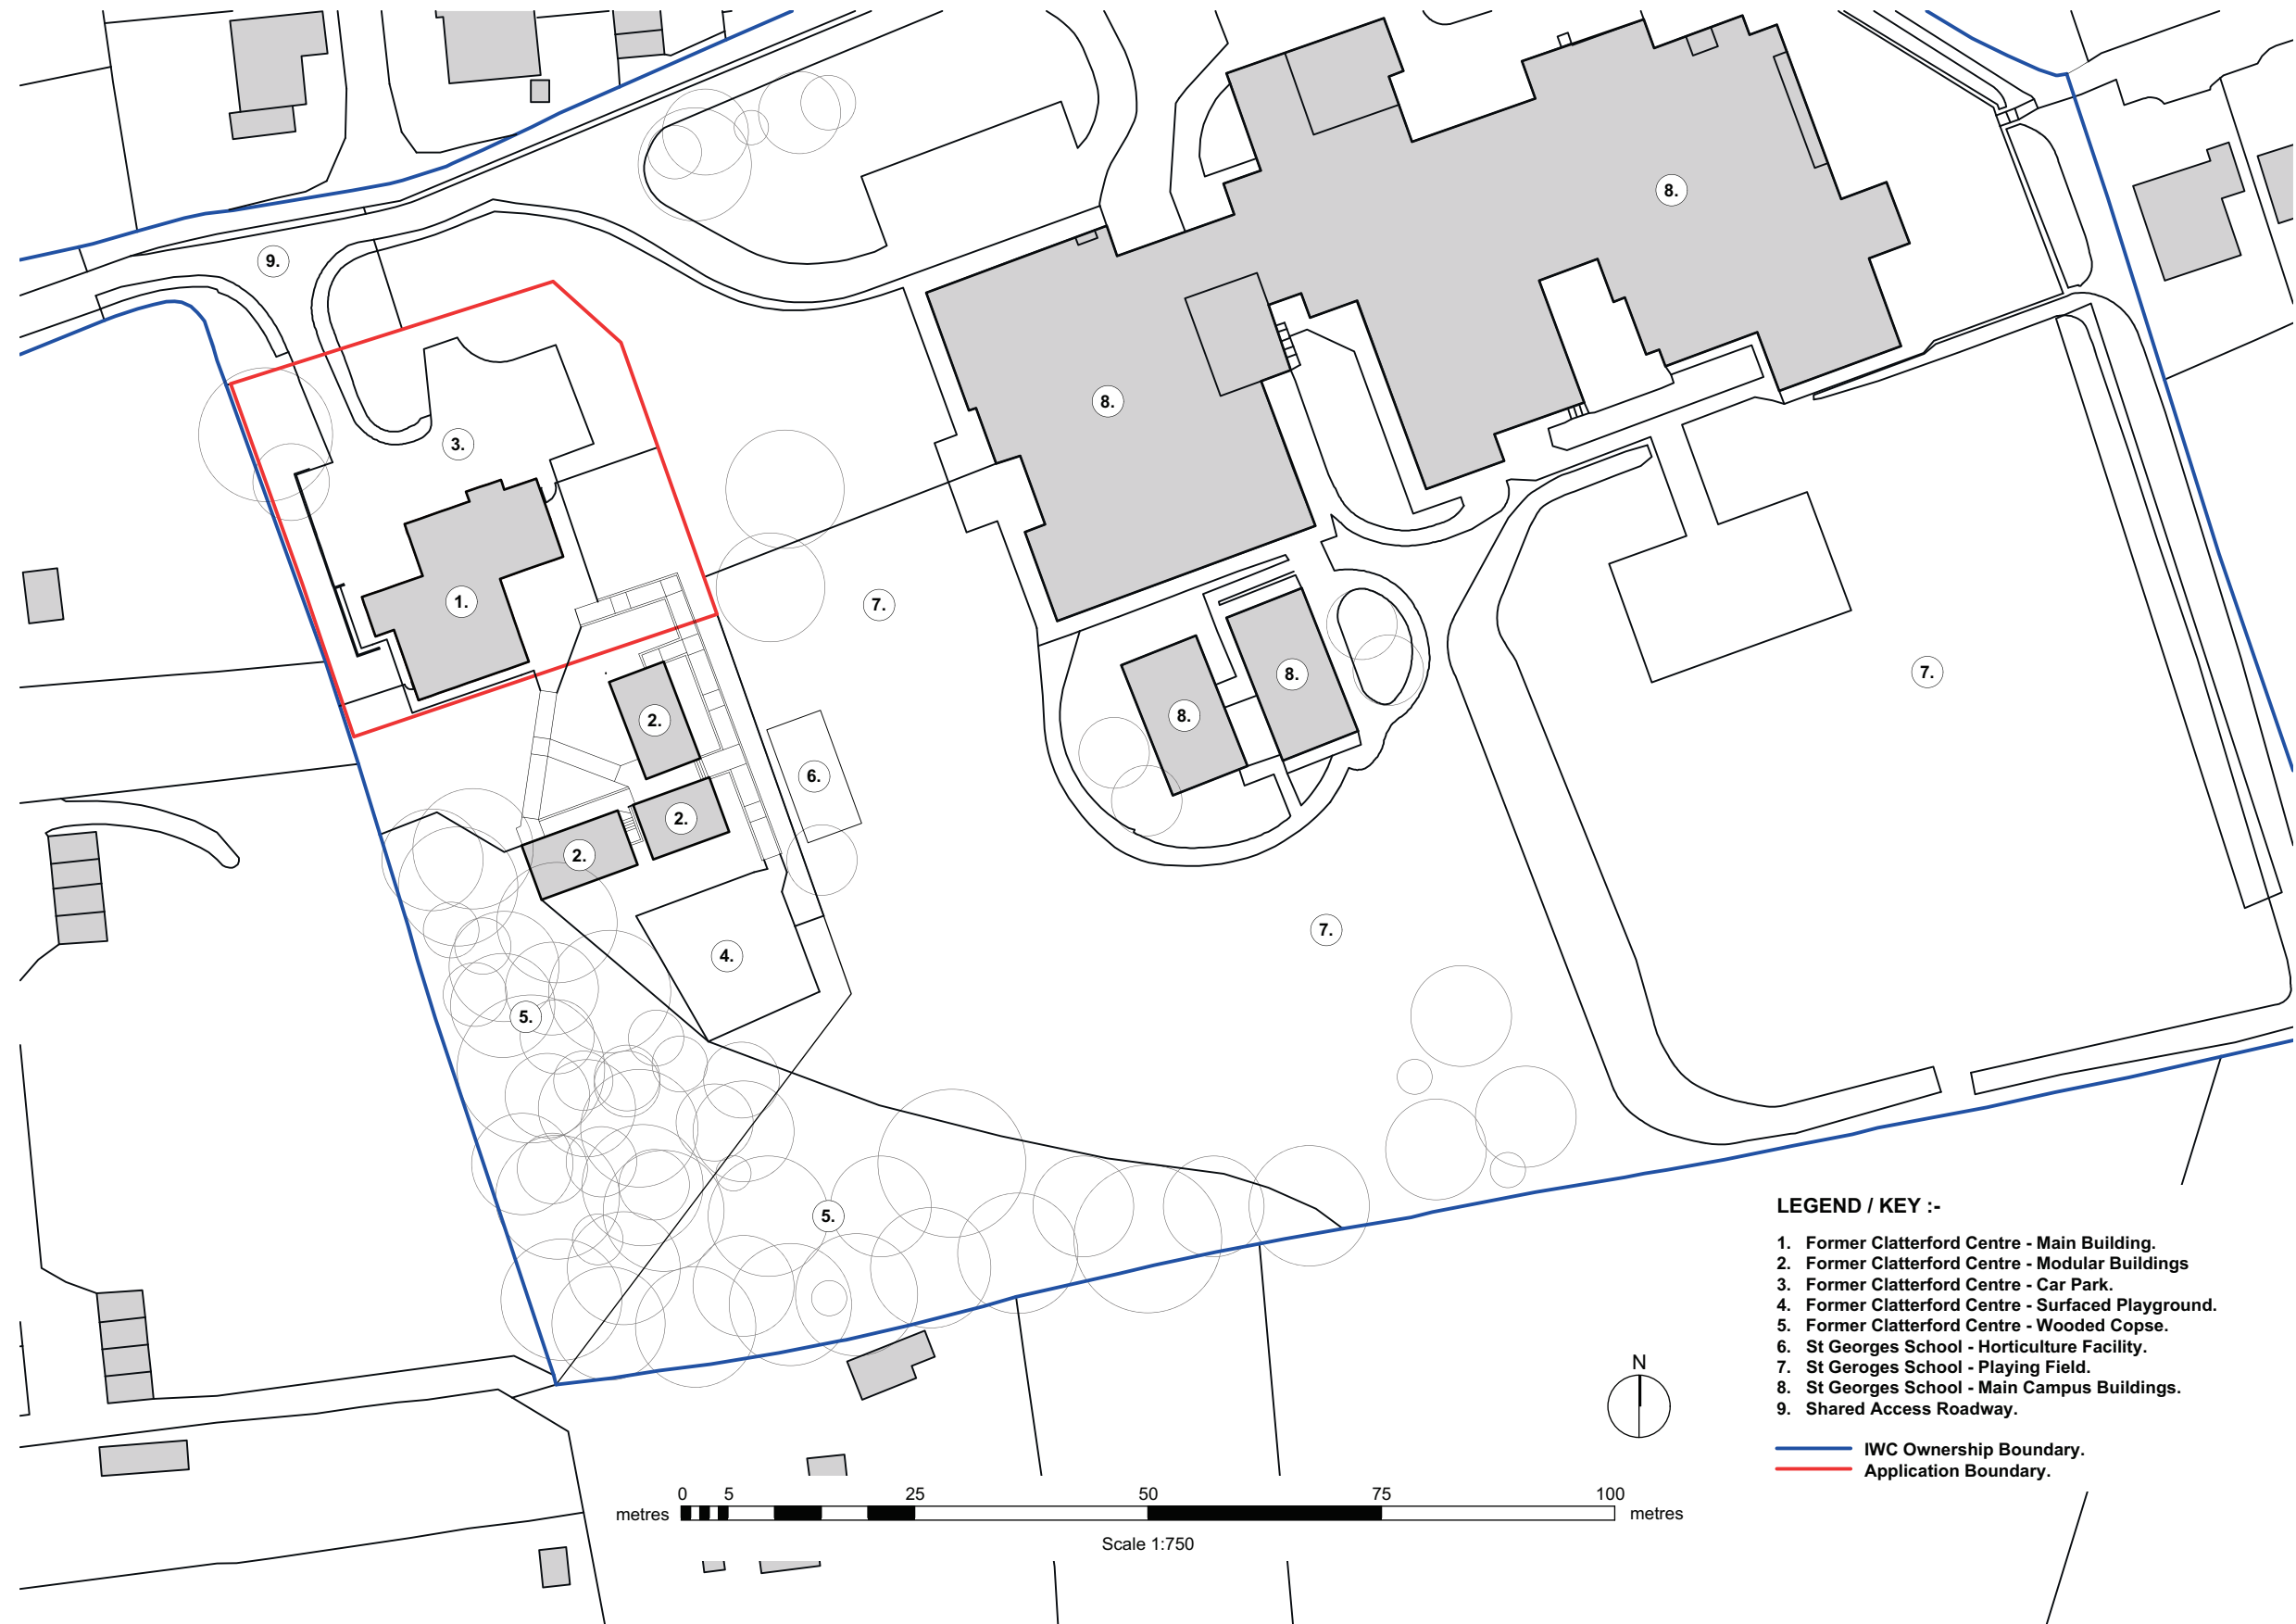 8.
9.
8.
3.
1.
7.
8.
7.
8.
2.
6.
2.
2.
7.
4.
5.
5.
LEGEND / KEY :-
1. Former Clatterford Centre - Main Building.
2. Former Clatterford Centre - Modular Buildings
3. Former Clatterford Centre - Car Park.
4. Former Clatterford Centre - Surfaced Playground.
5. Former Clatterford Centre - Wooded Copse.
6. St Georges School - Horticulture Facility.
7. St Geroges School - Playing Field.
8. St Georges School - Main Campus Buildings.
9. Shared Access Roadway.
IWC Ownership Boundary.
Application Boundary.
N
0 5 25 50 75 100
metres metres
Scale 1:750